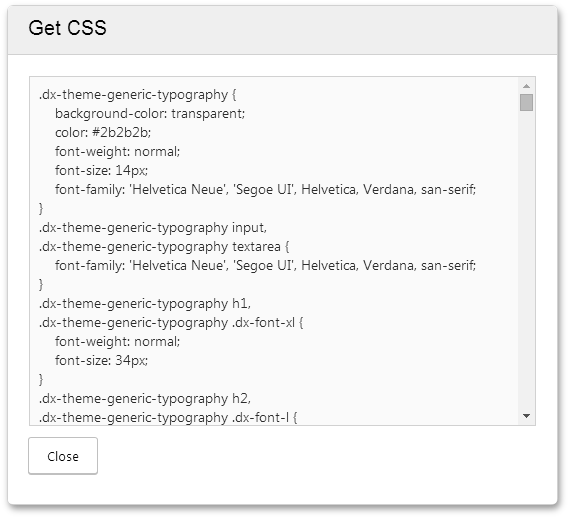 Get CSS
.dx-theme-generic-typography {
background-color: transparent;
color: #2b2b2b;
font-weight: normal;
font-size: 14px;
font-family: 'Helvetica Neue', 'Segoe UI', Helvetica, Verdana, san-serif;
}
.dx-theme-generic-typography input,
.dx-theme-generic-typography textarea {
font-family: 'Helvetica Neue', 'Segoe UI', Helvetica, Verdana, san-serif;
}
.dx-theme-generic-typography h1,
.dx-theme-generic-typography .dx-font-xl {
font-weight: normal;
font-size: 34px;
}
.dx-theme-generic-typography h2,
.dx-theme-generic-typography .dx-font-l {
Close